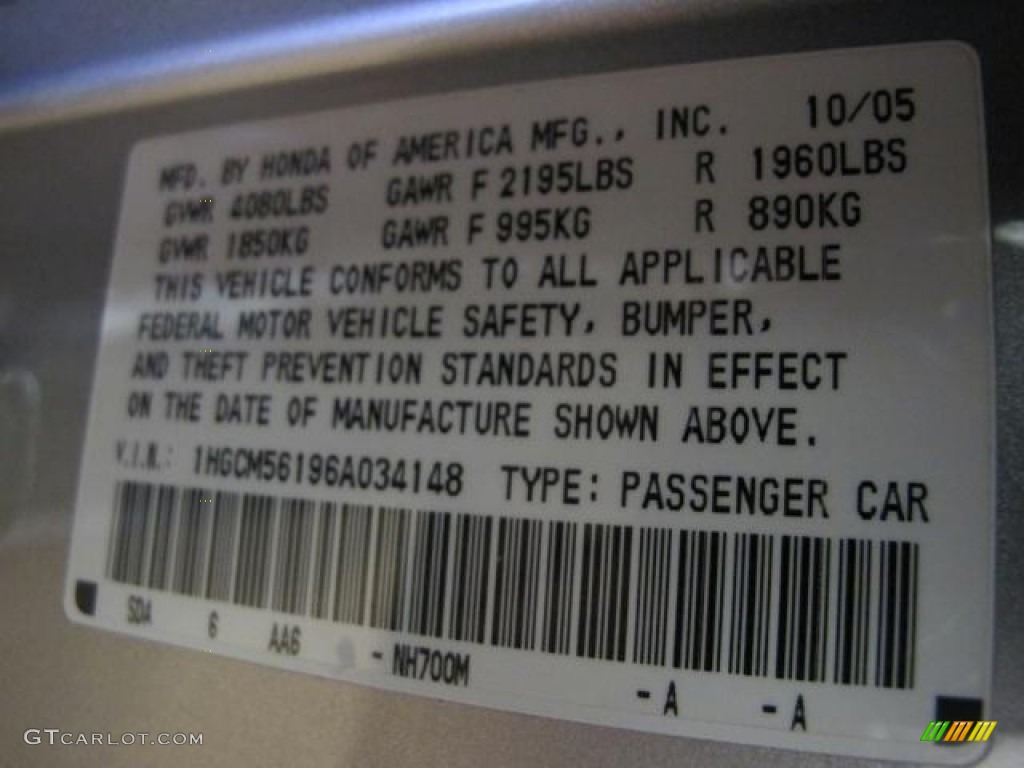 MFD. BY HONDA OF AMERICA MFG., INC. 10/05
GVWR 4080LBS GAWR F 2195LBS R 1960LBS
GVWR 1850KG GAWR F 995KG R 890KG
THIS VEHICLE CONFORMS TO ALL APPLICABLE
FEDERAL MOTOR VEHICLE SAFETY, BUMPER,
AND THEFT PREVENTION STANDARDS IN EFFECT
ON THE DATE OF MANUFACTURE SHOWN ABOVE.
V.I.N.: 1HGCM56196A034148 TYPE: PASSENGER CAR
SDA 6 AA6 - NH700M - A - A
GTCARLOT.COM